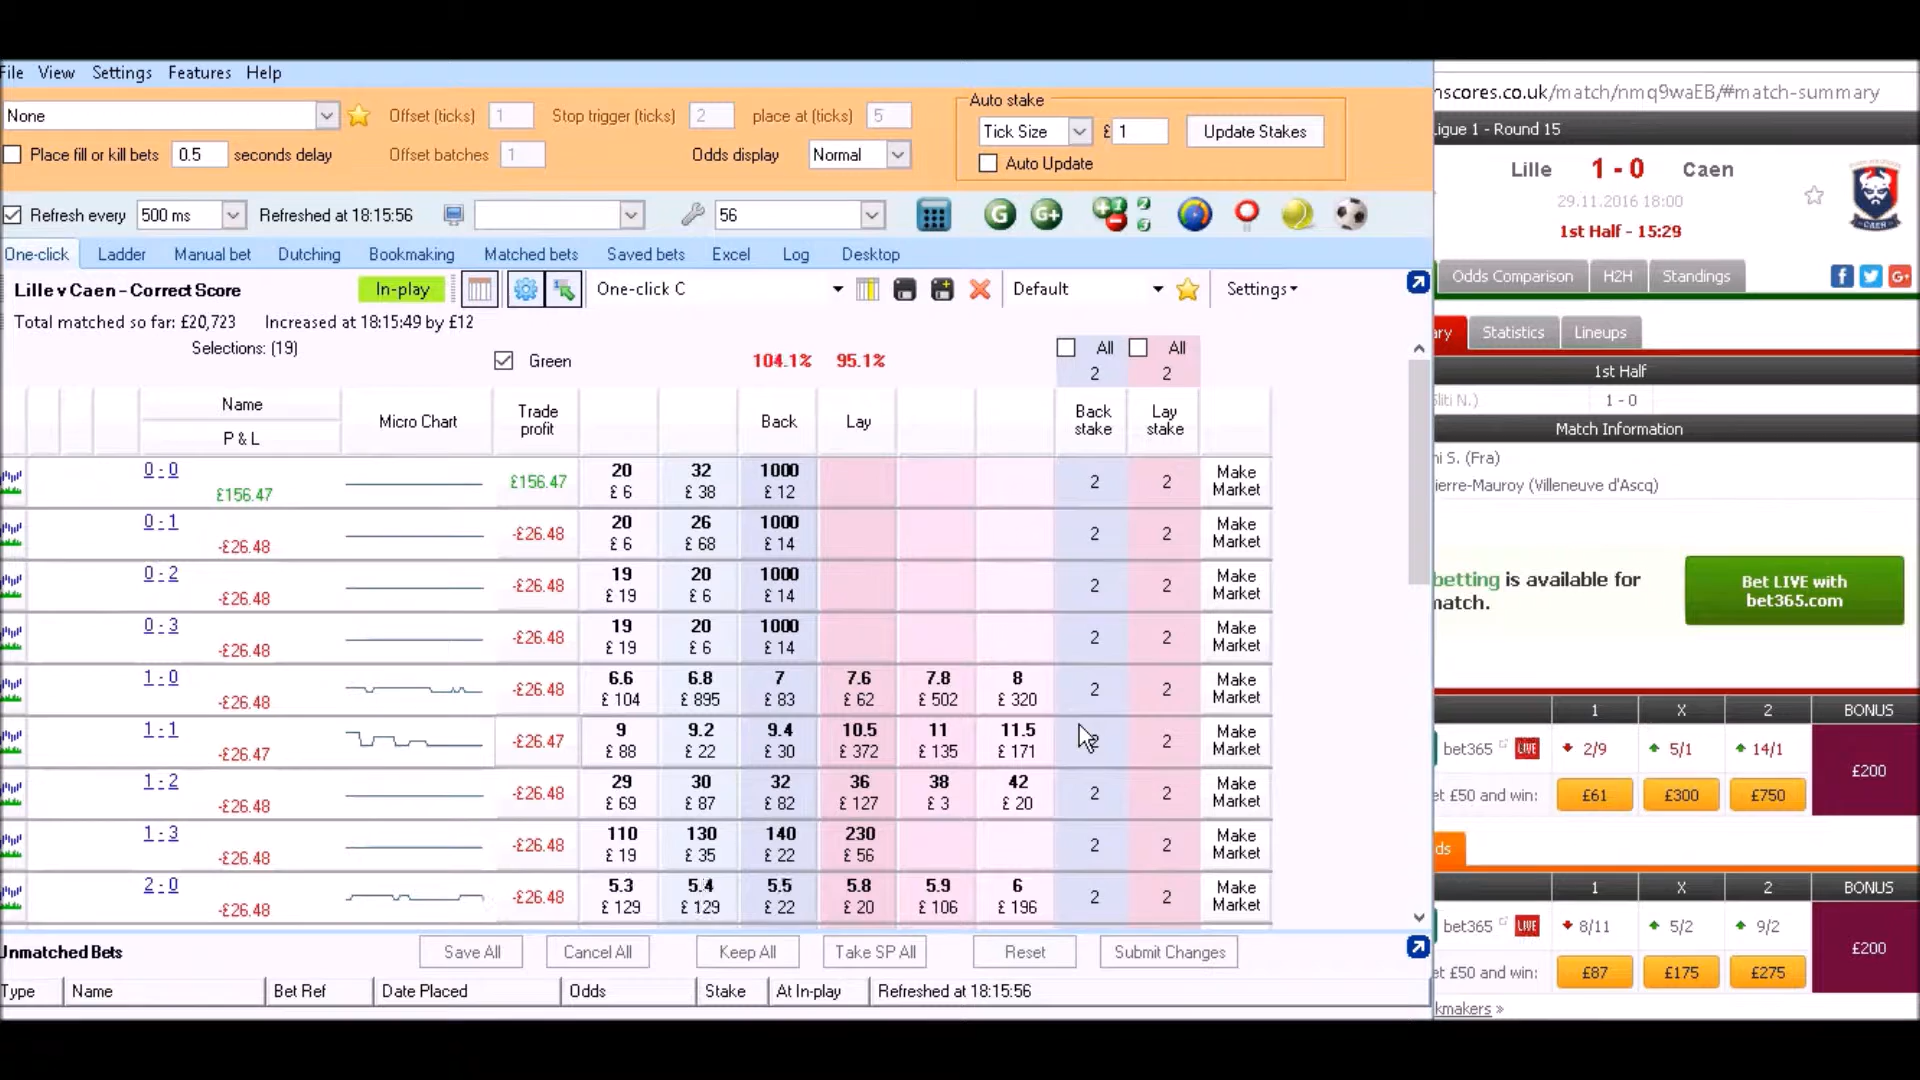 File View Settings Features Help
None Offset (ticks) 1 Stop trigger (ticks) 2 place at (ticks) 5
Place fill or kill bets 0.5 seconds delay Offset batches 1 Odds display Normal
Auto stake
Tick Size £ 1 Update Stakes
Auto Update
Refresh every 500 ms Refreshed at 18:15:56 56 G G+
One-click Ladder Manual bet Dutching Bookmaking Matched bets Saved bets Excel Log Desktop
Lille v Caen - Correct Score In-play One-click C Default Settings
Total matched so far: £20,723 Increased at 18:15:49 by £12
Selections: (19) Green 104.1% 95.1% All 2 All 2
Name P & L Micro Chart Trade profit Back Lay Back stake Lay stake
0 - 0 £156.47 £156.47 20 £ 6 32 £ 38 1000 £ 12 2 2 Make Market
0 - 1 -£26.48 -£26.48 20 £ 6 26 £ 68 1000 £ 14 2 2 Make Market
0 - 2 -£26.48 -£26.48 19 £ 19 20 £ 6 1000 £ 14 2 2 Make Market
0 - 3 -£26.48 -£26.48 19 £ 19 20 £ 6 1000 £ 14 2 2 Make Market
1 - 0 -£26.48 -£26.48 6.6 £ 104 6.8 £ 895 7 £ 83 7.6 £ 62 7.8 £ 502 8 £ 320 2 2 Make Market
1 - 1 -£26.47 -£26.47 9 £ 88 9.2 £ 22 9.4 £ 30 10.5 £ 372 11 £ 135 11.5 £ 171 2 2 Make Market
1 - 2 -£26.48 -£26.48 29 £ 69 30 £ 87 32 £ 82 36 £ 127 38 £ 3 42 £ 20 2 2 Make Market
1 - 3 -£26.48 -£26.48 110 £ 19 130 £ 35 140 £ 22 230 £ 56 2 2 Make Market
2 - 0 -£26.48 -£26.48 5.3 £ 129 5.4 £ 129 5.5 £ 22 5.8 £ 20 5.9 £ 106 6 £ 196 2 2 Make Market
Unmatched Bets Save All Cancel All Keep All Take SP All Reset Submit Changes
Type Name Bet Ref Date Placed Odds Stake At In-play Refreshed at 18:15:56
nscores.co.uk/match/nmq9waEB/#match-summary
igue 1 - Round 15
Lille 1 - 0 Caen
29.11.2016 18:00
1st Half - 15:29
Odds Comparison H2H Standings
ry Statistics Lineups
1st Half
liti N.) 1 - 0
Match Information
ni S. (Fra)
ierre-Mauroy (Villeneuve d'Ascq)
betting is available for
match.
Bet LIVE with
bet365.com
1 X 2 BONUS
bet365 LIVE 2/9 5/1 14/1 £200
et £50 and win: £61 £300 £750
ds
1 X 2 BONUS
bet365 LIVE 8/11 5/2 9/2 £200
et £50 and win: £87 £175 £275
kmakers »